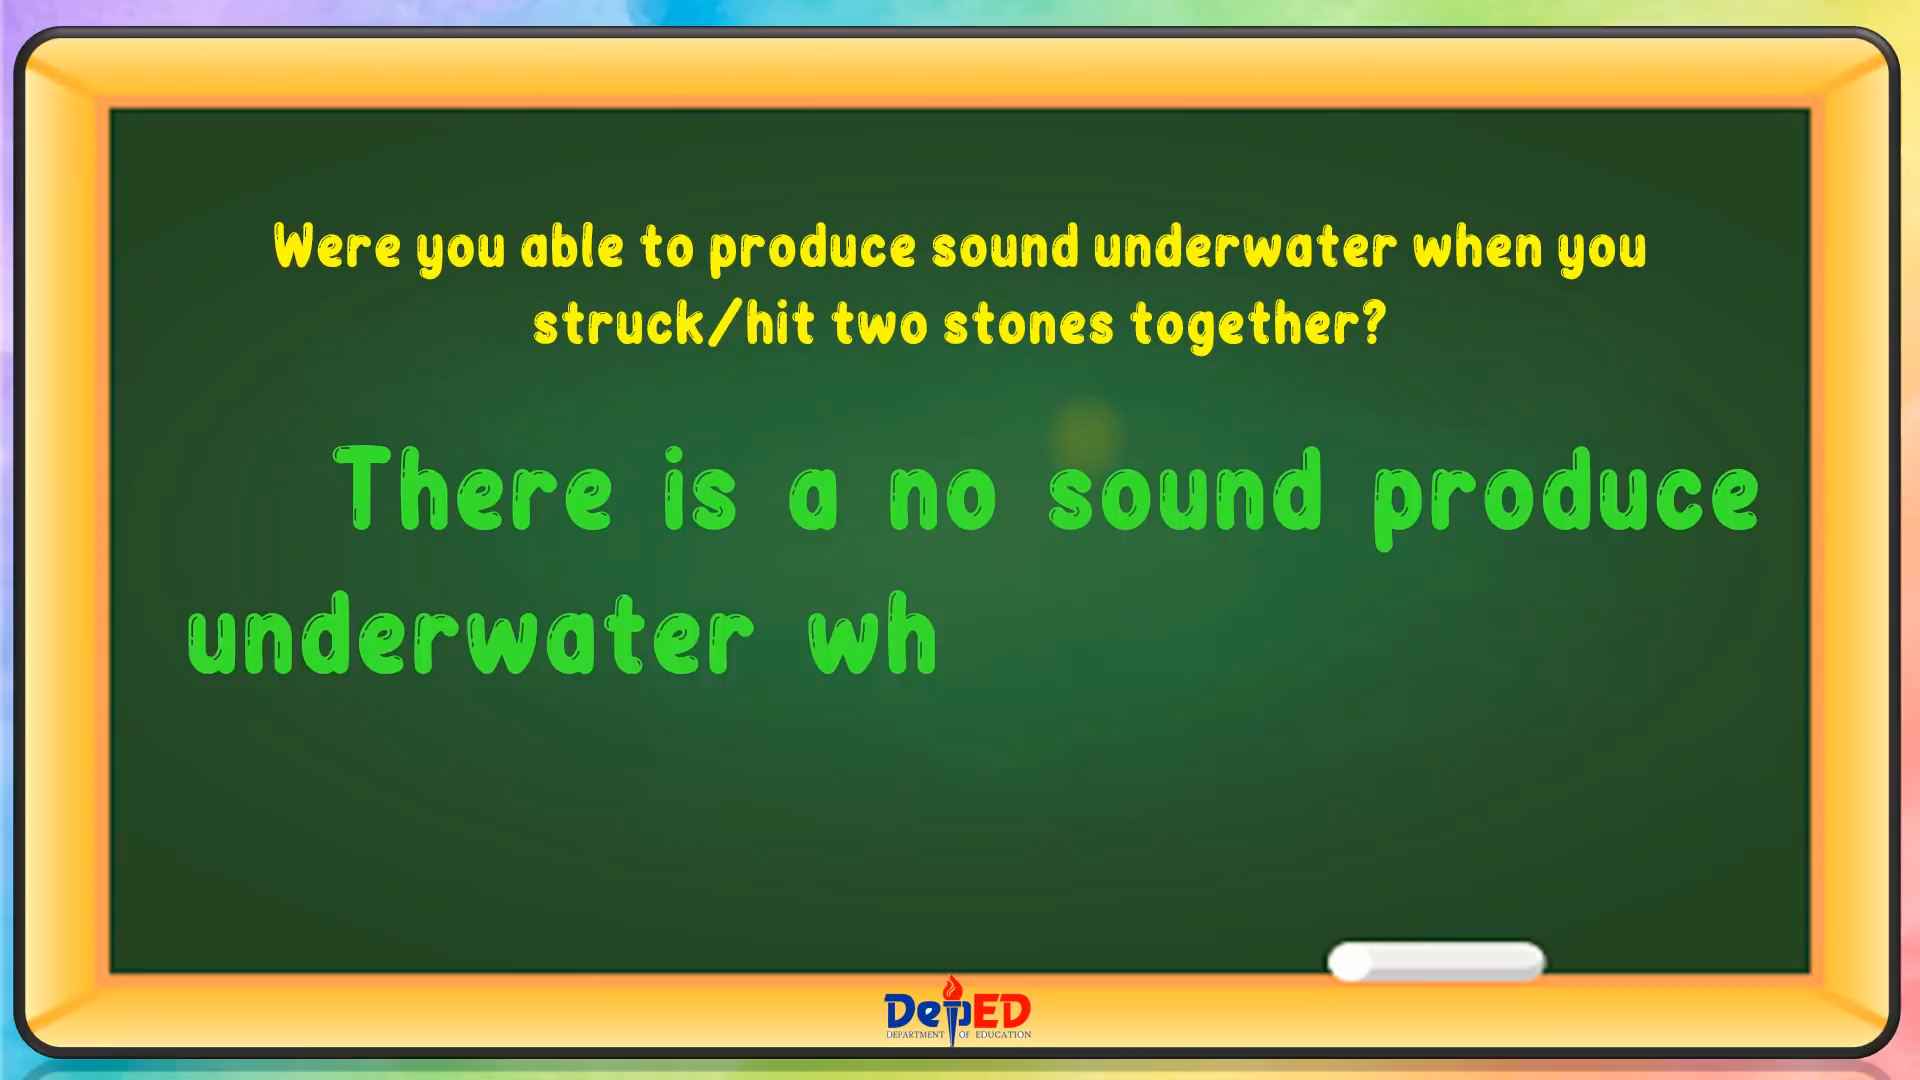 Were you able to produce sound underwater when you
struck/hit two stones together?
There is a no sound produce
underwater wh
DepED
DEPARTMENT OF EDUCATION